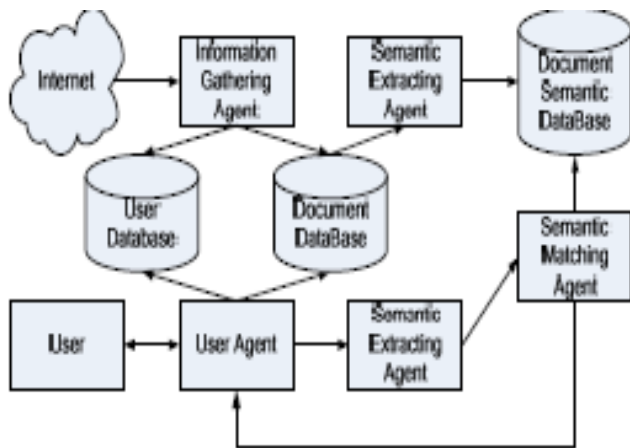 Internet
Information
Gathering
Agent
Semantic
Extracting
Agent
Document
Semantic
DataBase
User
Database
Document
DataBase
Semantic
Matching
Agent
User
User Agent
Semantic
Extracting
Agent